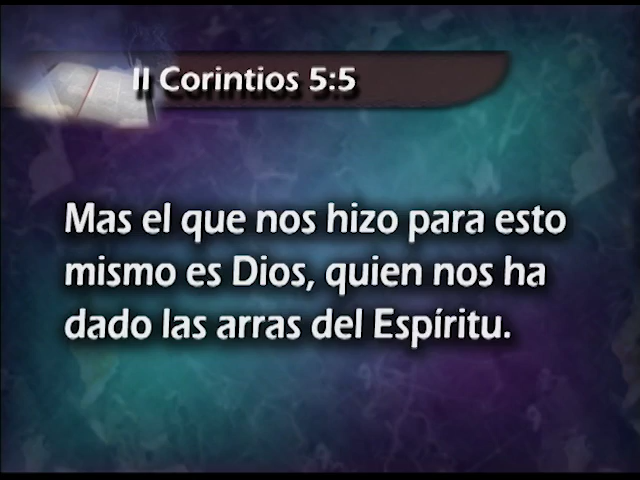 II Corintios 5:5
Mas el que nos hizo para esto
mismo es Dios, quien nos ha
dado las arras del Espíritu.